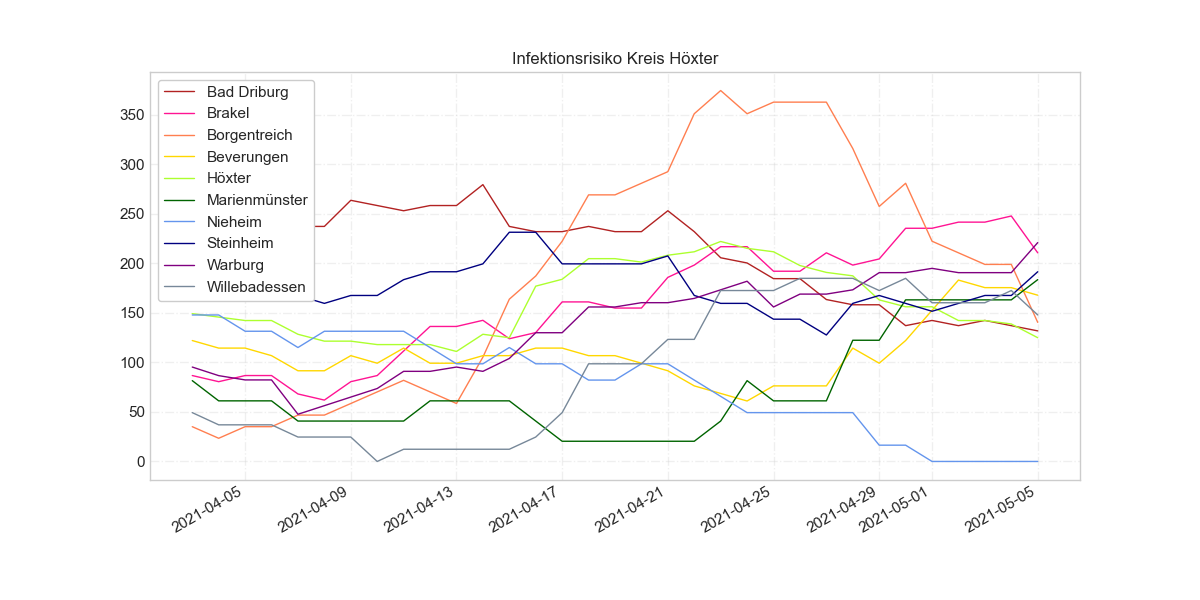 Infektionsrisiko Kreis Höxter
Bad Driburg
Brakel
Borgentreich
Beverungen
Höxter
Marienmünster
Nieheim
Steinheim
Warburg
Willebadessen
350
300
250
200
150
100
50
0
2021-04-05
2021-04-09
2021-04-13
2021-04-17
2021-04-21
2021-04-25
2021-04-29
2021-05-01
2021-05-05